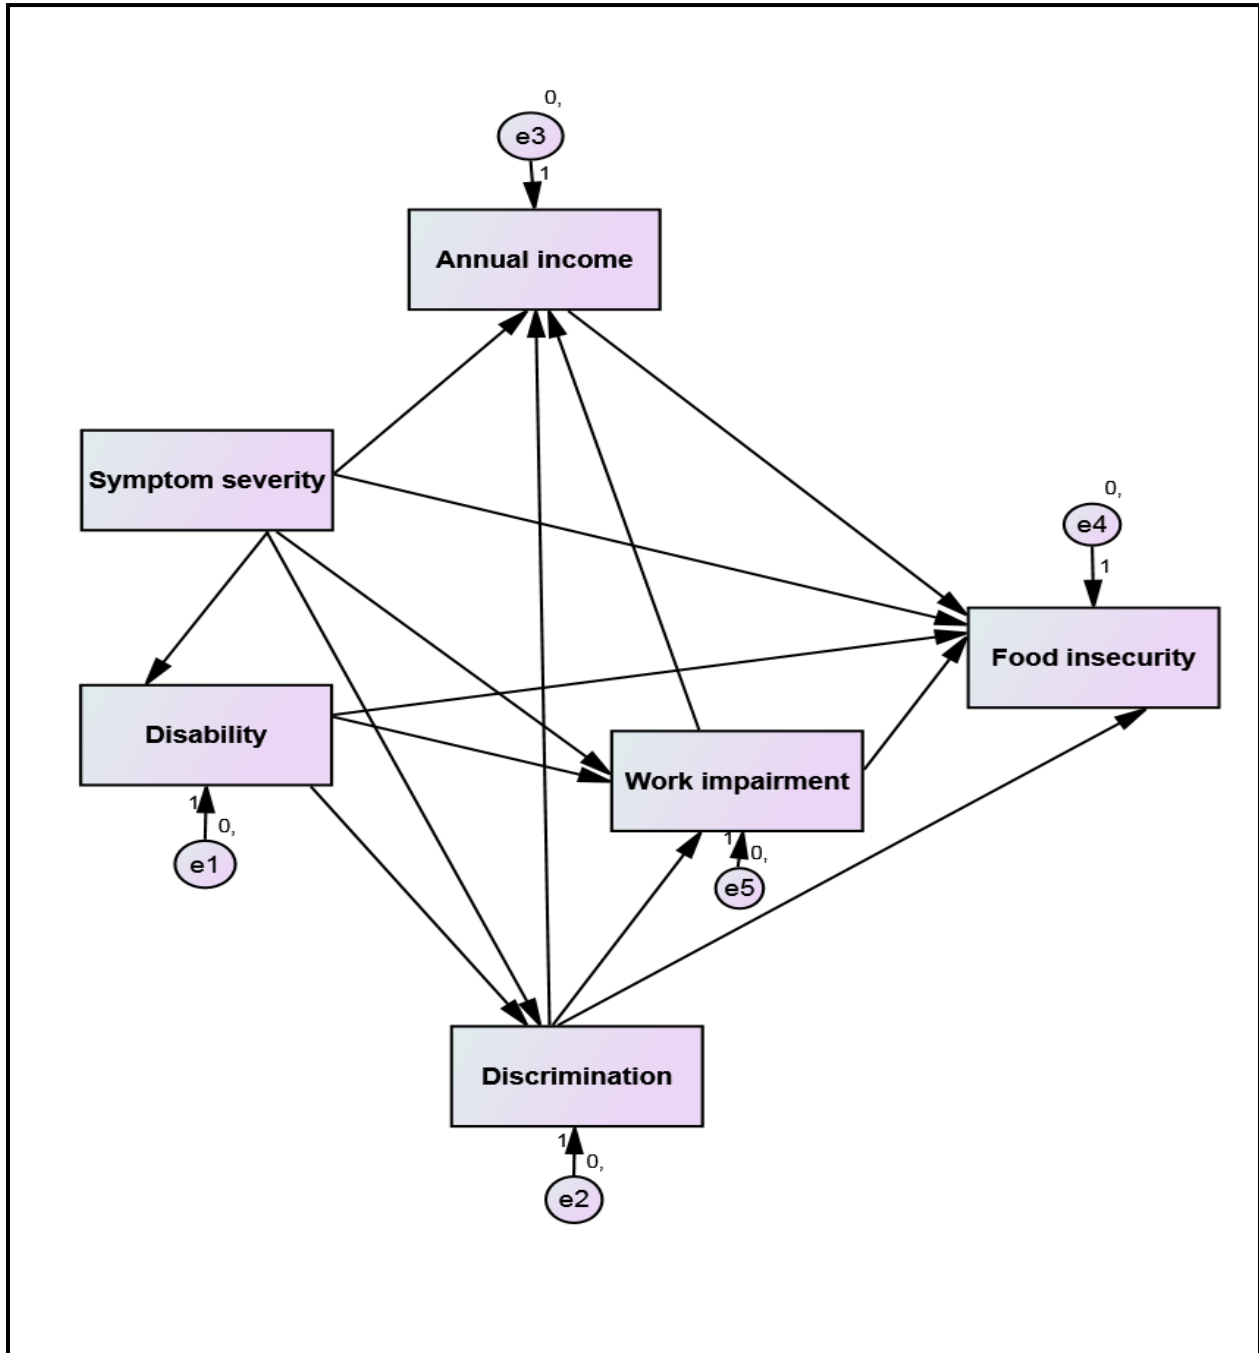 0,
e3
1
Annual income
Symptom severity
0,
e4
1
Food insecurity
Disability
1
0,
e1
Work impairment
1
0,
e5
Discrimination
1
0,
e2